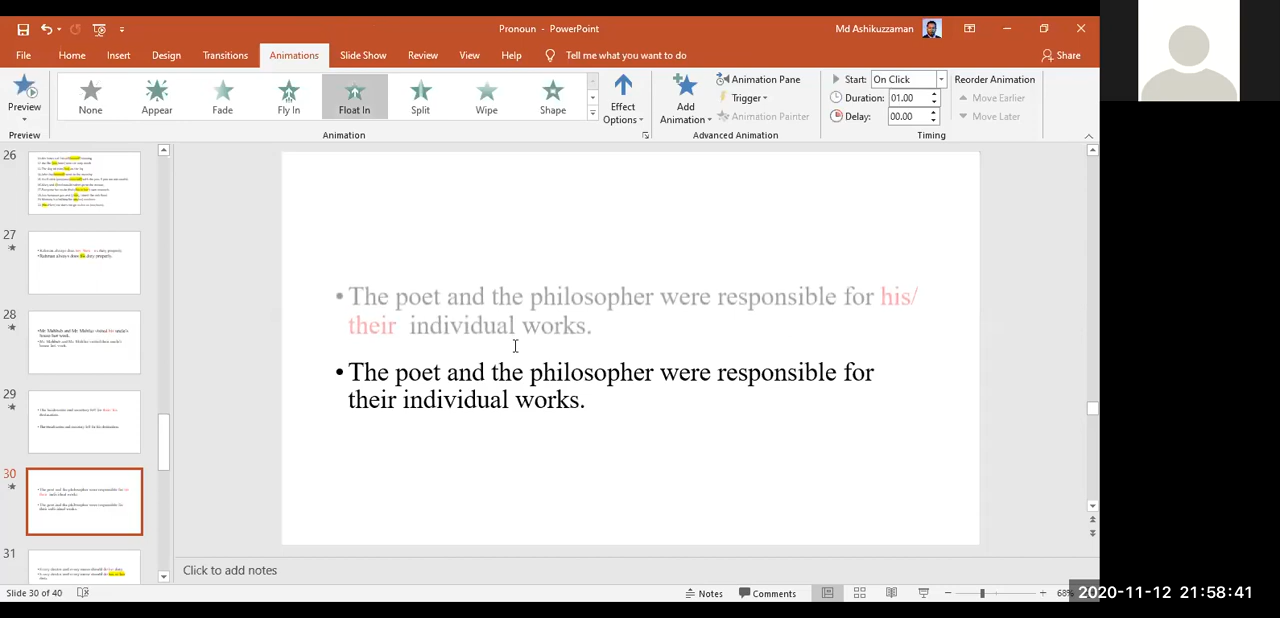 Pronoun - PowerPoint
Md Ashikuzzaman
File Home Insert Design Transitions Animations Slide Show Review View Help Tell me what you want to do Share
None Appear Fade Fly In Float In Split Wipe Shape
Preview
Effect Options
Add Animation
Animation Pane
Trigger
Animation Painter
Start: On Click
Duration: 01.00
Delay: 00.00
Reorder Animation
Move Earlier
Move Later
Preview Animation Advanced Animation Timing
26
27
28
29
30
31
• The poet and the philosopher were responsible for his/
their individual works.
• The poet and the philosopher were responsible for
their individual works.
Click to add notes
Slide 30 of 40 Notes Comments 68%
2020-11-12 21:58:41